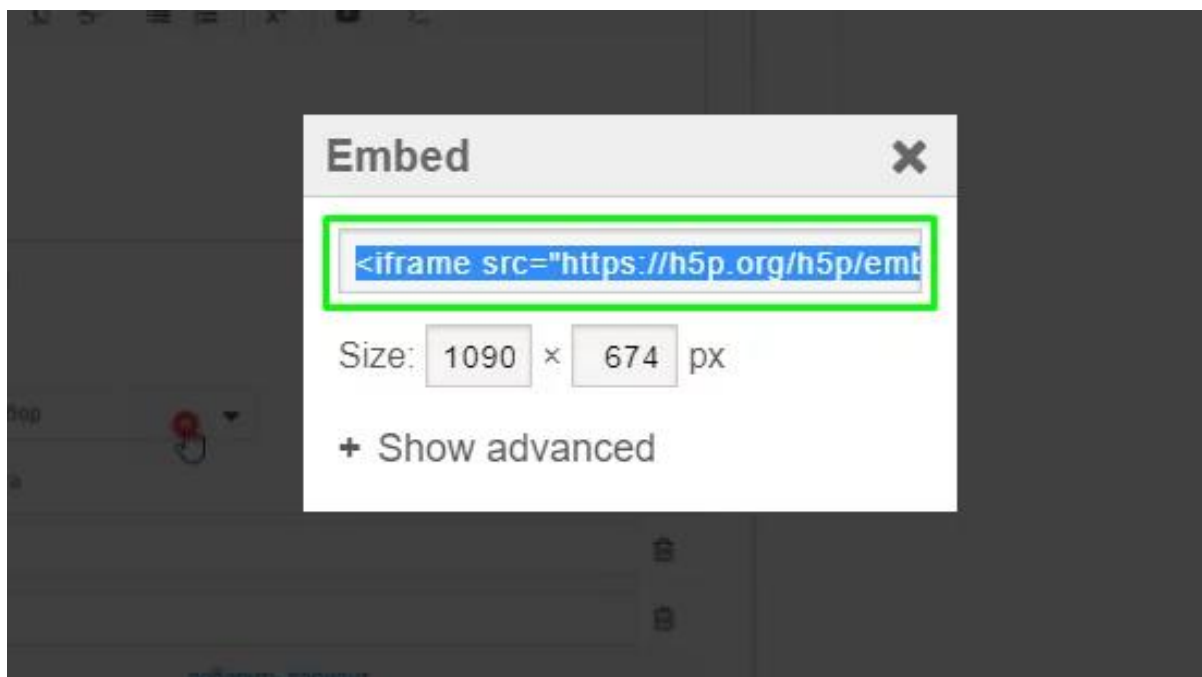 Embed
<iframe src="https://h5p.org/h5p/emb
Size: 1090 × 674 px
+ Show advanced